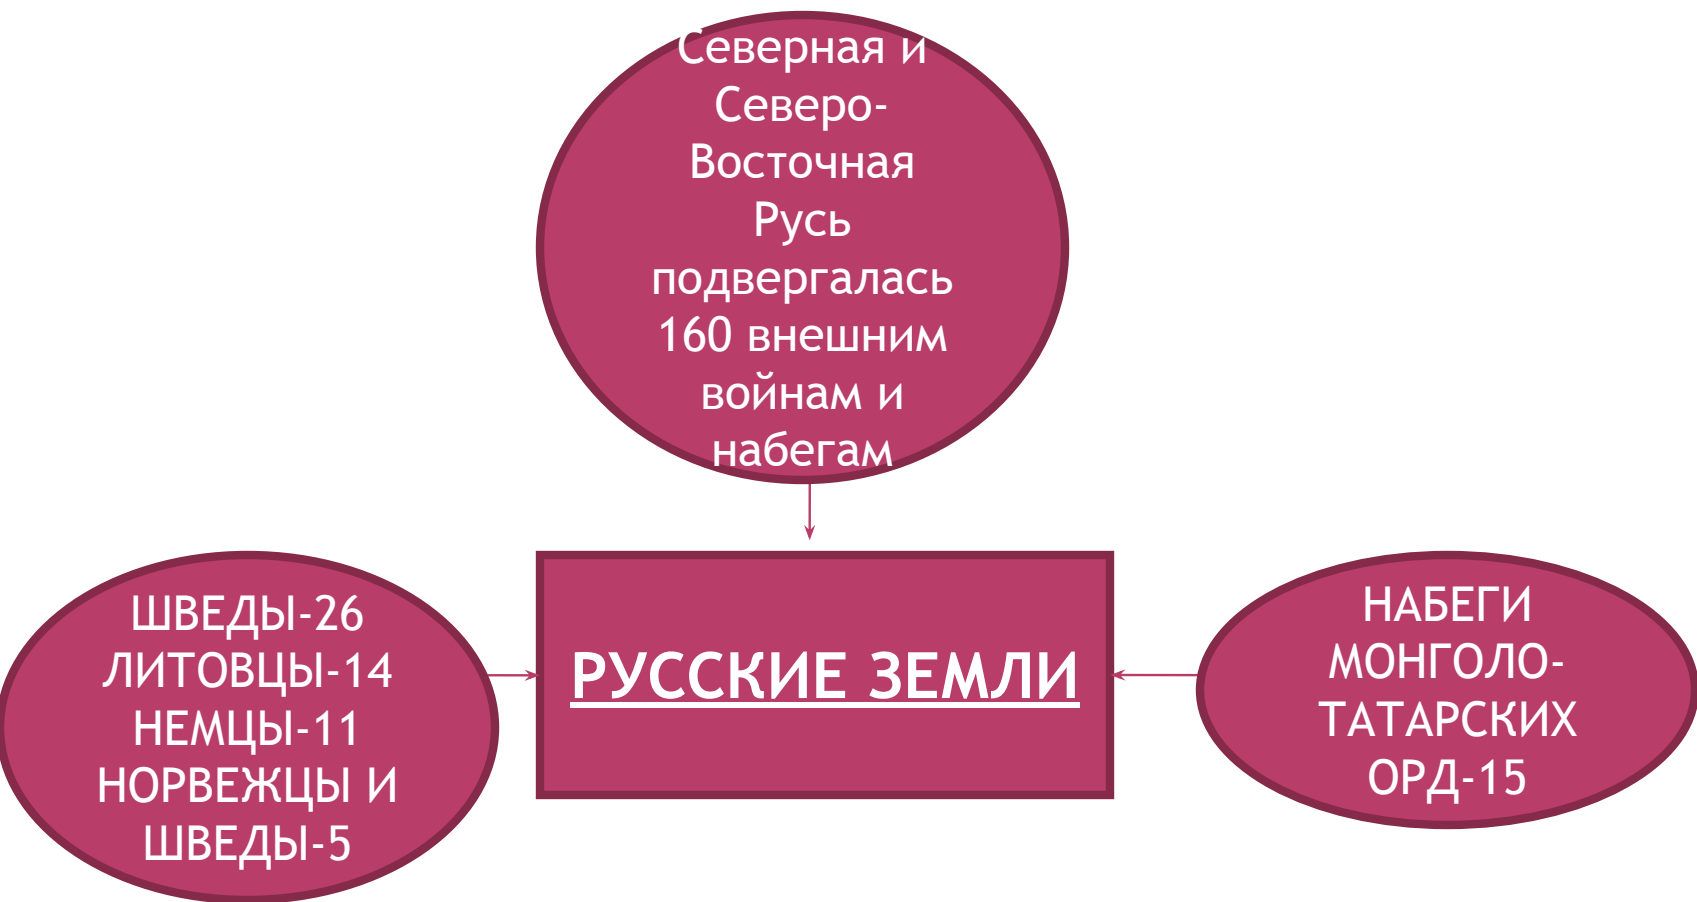 Северная и
Северо-
Восточная
Русь
подвергалась
160 внешним
войнам и
набегам
ШВЕДЫ-26
ЛИТОВЦЫ-14
НЕМЦЫ-11
НОРВЕЖЦЫ И
ШВЕДЫ-5
РУССКИЕ ЗЕМЛИ
НАБЕГИ
МОНГОЛО-
ТАТАРСКИХ
ОРД-15